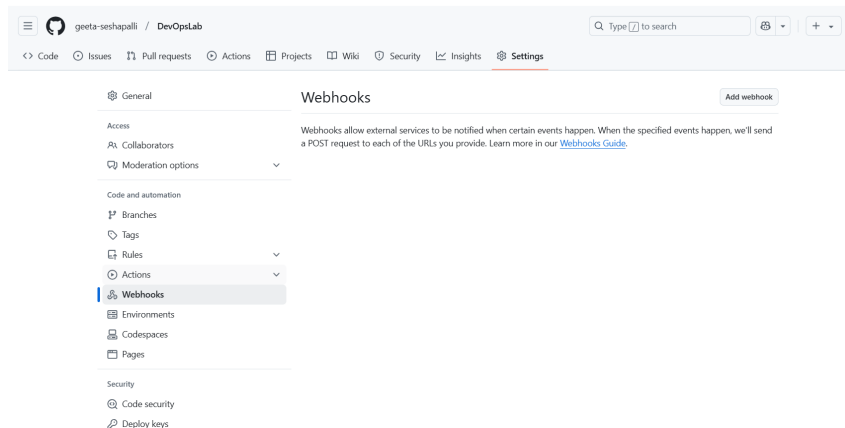 geeta-seshapalli / DevOpsLab
Type / to search
Code Issues Pull requests Actions Projects Wiki Security Insights Settings
General
Access
Collaborators
Moderation options
Code and automation
Branches
Tags
Rules
Actions
Webhooks
Environments
Codespaces
Pages
Security
Code security
Deploy keys
Webhooks
Add webhook
Webhooks allow external services to be notified when certain events happen. When the specified events happen, we'll send
a POST request to each of the URLs you provide. Learn more in our Webhooks Guide.